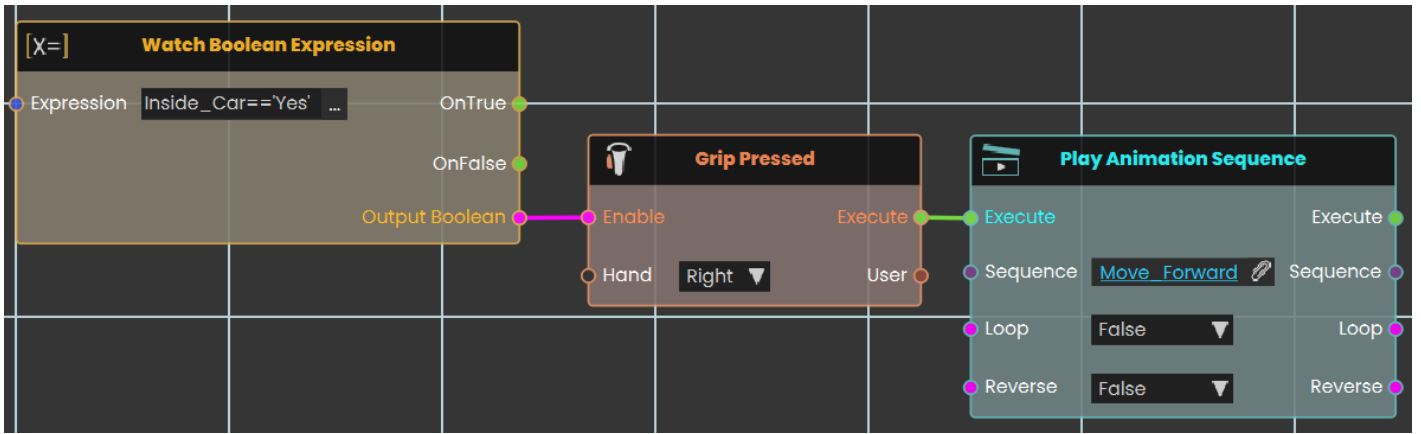 [X=] Watch Boolean Expression
Expression Inside_Car=='Yes' ... OnTrue
OnFalse
Output Boolean
Grip Pressed
Enable Execute
Hand Right User
Play Animation Sequence
Execute Execute
Sequence Move_Forward Sequence
Loop False Loop
Reverse False Reverse